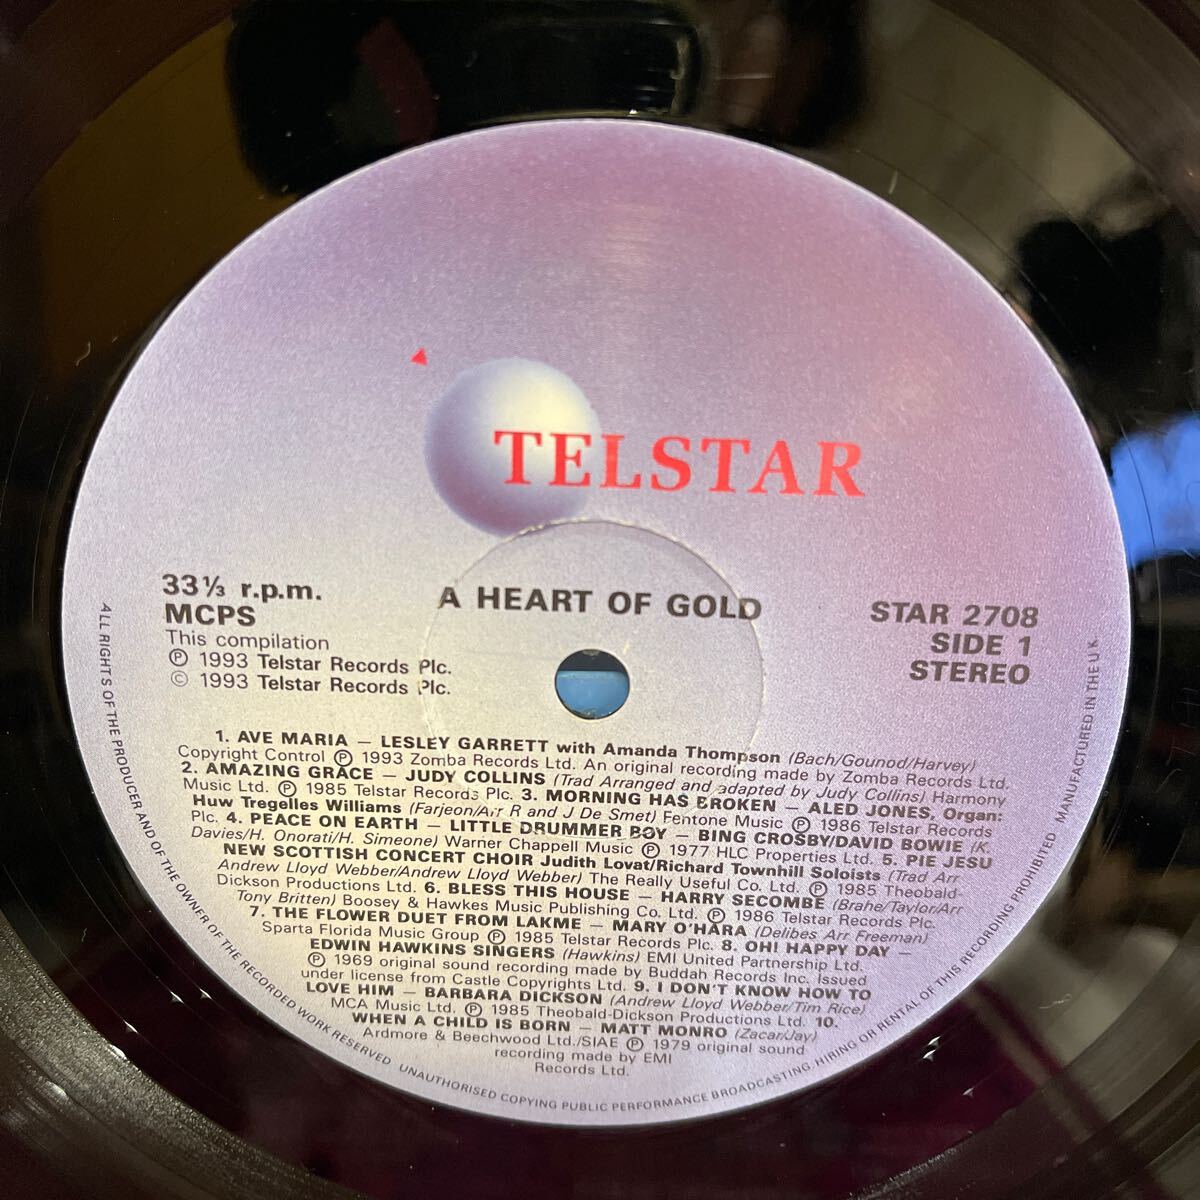 TELSTAR
33⅓ r.p.m.
MCPS
This compilation
℗ 1993 Telstar Records Plc.
© 1993 Telstar Records Plc.
A HEART OF GOLD
STAR 2708
SIDE 1
STEREO
1. AVE MARIA – LESLEY GARRETT with Amanda Thompson (Bach/Gounod/Harvey)
Copyright Control ℗ 1993 Zomba Records Ltd. An original recording made by Zomba Records Ltd.
2. AMAZING GRACE – JUDY COLLINS (Trad Arranged and adapted by Judy Collins) Harmony
Music Ltd. ℗ 1985 Telstar Records Plc. 3. MORNING HAS BROKEN – ALED JONES, Organ:
Huw Tregelles Williams (Farjeon/Arr R and J De Smet) Fentone Music ℗ 1986 Telstar Records
Plc. 4. PEACE ON EARTH – LITTLE DRUMMER BOY – BING CROSBY/DAVID BOWIE (K.
Davies/H. Onorati/H. Simeone) Warner Chappell Music ℗ 1977 HLC Properties Ltd. 5. PIE JESU
NEW SCOTTISH CONCERT CHOIR Judith Lovat/Richard Townhill Soloists (Trad Arr
Andrew Lloyd Webber/Andrew Lloyd Webber) The Really Useful Co. Ltd. ℗ 1985 Theobald-
Dickson Productions Ltd. 6. BLESS THIS HOUSE – HARRY SECOMBE (Brahe/Taylor/Arr
Tony Britten) Boosey & Hawkes Music Publishing Co. Ltd. ℗ 1986 Telstar Records Plc.
7. THE FLOWER DUET FROM LAKME – MARY O'HARA (Delibes Arr Freeman)
Sparta Florida Music Group ℗ 1985 Telstar Records Plc. 8. OH! HAPPY DAY –
EDWIN HAWKINS SINGERS (Hawkins) EMI United Partnership Ltd.
℗ 1969 original sound recording made by Buddah Records Inc. Issued
under license from Castle Copyrights Ltd. 9. I DON'T KNOW HOW TO
LOVE HIM – BARBARA DICKSON (Andrew Lloyd Webber/Tim Rice)
MCA Music Ltd. ℗ 1985 Theobald-Dickson Productions Ltd. 10.
WHEN A CHILD IS BORN – MATT MONRO (Zacar/Jay)
Ardmore & Beechwood Ltd./SIAE ℗ 1979 original sound
recording made by EMI
Records Ltd.
ALL RIGHTS OF THE PRODUCER AND OF THE OWNER OF THE RECORDED WORK RESERVED UNAUTHORISED COPYING PUBLIC PERFORMANCE BROADCASTING, HIRING OR RENTAL OF THIS RECORDING PROHIBITED MANUFACTURED IN THE U.K.